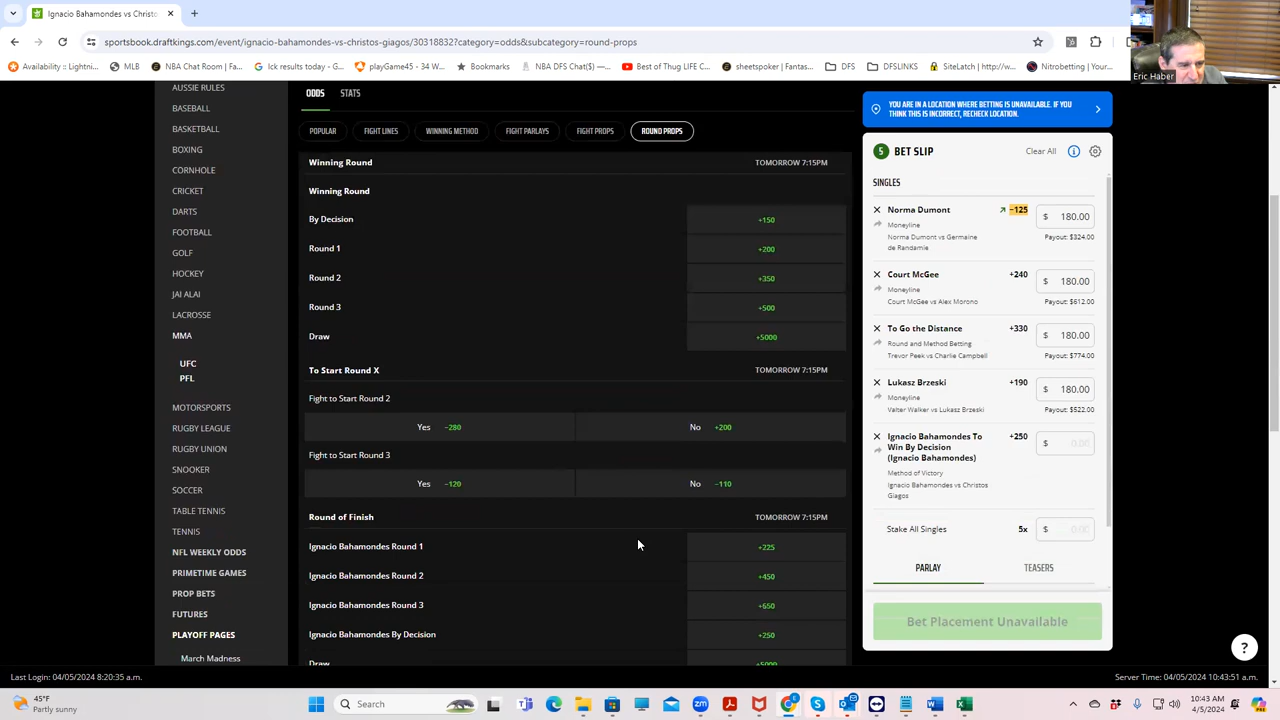 Ignacio Bahamondes vs Christo
sportsbook.draftkings.com/event/ignacio-bahamondes-vs-christos-giagos/30188832?category=odds&subcategory=round-props
Availability :: Lightni...
MLB
NBA Chat Room | Fa...
lck results today - G...
playGame45 - 34 W...
Bookmark
NBA DFS Chat($) —...
Best of Thug LIFE C...
sheetspoker | Fantas...
DFS
DFSLINKS
SiteLatch | http://w...
Nitrobetting | Your...
Eric Haber
AUSSIE RULES
BASEBALL
BASKETBALL
BOXING
CORNHOLE
CRICKET
DARTS
FOOTBALL
GOLF
HOCKEY
JAI ALAI
LACROSSE
MMA
UFC
PFL
MOTORSPORTS
RUGBY LEAGUE
RUGBY UNION
SNOOKER
SOCCER
TABLE TENNIS
TENNIS
NFL WEEKLY ODDS
PRIMETIME GAMES
PROP BETS
FUTURES
PLAYOFF PAGES
March Madness
ODDS STATS
POPULAR FIGHT LINES WINNING METHOD FIGHT PARLAYS FIGHT PROPS ROUND PROPS
Winning Round TOMORROW 7:15PM
Winning Round
By Decision +150
Round 1 +200
Round 2 +350
Round 3 +500
Draw +5000
To Start Round X TOMORROW 7:15PM
Fight to Start Round 2
Yes −280 No +200
Fight to Start Round 3
Yes −120 No −110
Round of Finish TOMORROW 7:15PM
Ignacio Bahamondes Round 1 +225
Ignacio Bahamondes Round 2 +450
Ignacio Bahamondes Round 3 +650
Ignacio Bahamondes By Decision +250
Draw +5000
YOU ARE IN A LOCATION WHERE BETTING IS UNAVAILABLE. IF YOU
THINK THIS IS INCORRECT, RECHECK LOCATION.
5 BET SLIP Clear All
SINGLES
Norma Dumont −125 $ 180.00
Moneyline
Payout: $324.00
Norma Dumont vs Germaine
de Randamie
Court McGee +240 $ 180.00
Moneyline
Court McGee vs Alex Morono Payout: $612.00
To Go the Distance +330 $ 180.00
Round and Method Betting
Trevor Peek vs Charlie Campbell Payout: $774.00
Lukasz Brzeski +190 $ 180.00
Moneyline
Valter Walker vs Lukasz Brzeski Payout: $522.00
Ignacio Bahamondes To +250 $ 0.00
Win By Decision
(Ignacio Bahamondes)
Method of Victory
Ignacio Bahamondes vs Christos
Giagos
Stake All Singles 5x $ 0.00
PARLAY TEASERS
Bet Placement Unavailable
?
Last Login: 04/05/2024 8:20:35 a.m. Server Time: 04/05/2024 10:43:51 a.m.
45°F
Partly sunny
Search
10:43 AM
4/5/2024